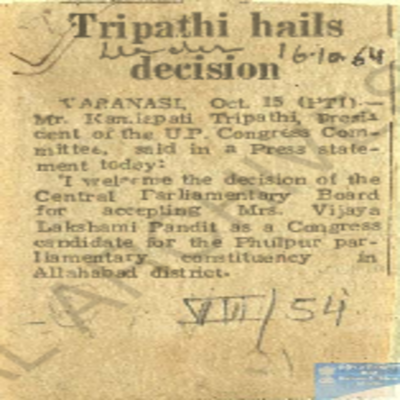 Tripathi hails
Leader 16-10-64
decision
VARANASI, Oct. 15 (PTI).—
Mr. Kamlapati Tripathi, Presi-
dent of the U.P. Congress Com-
mittee, said in a Press state-
ment today:
'I welcome the decision of the
Central Parliamentary Board
for accepting Mrs. Vijaya
Lakshami Pandit as a Congress
candidate for the Phulpur par-
liamentary constituency in
Allahabad district.
VIII/54